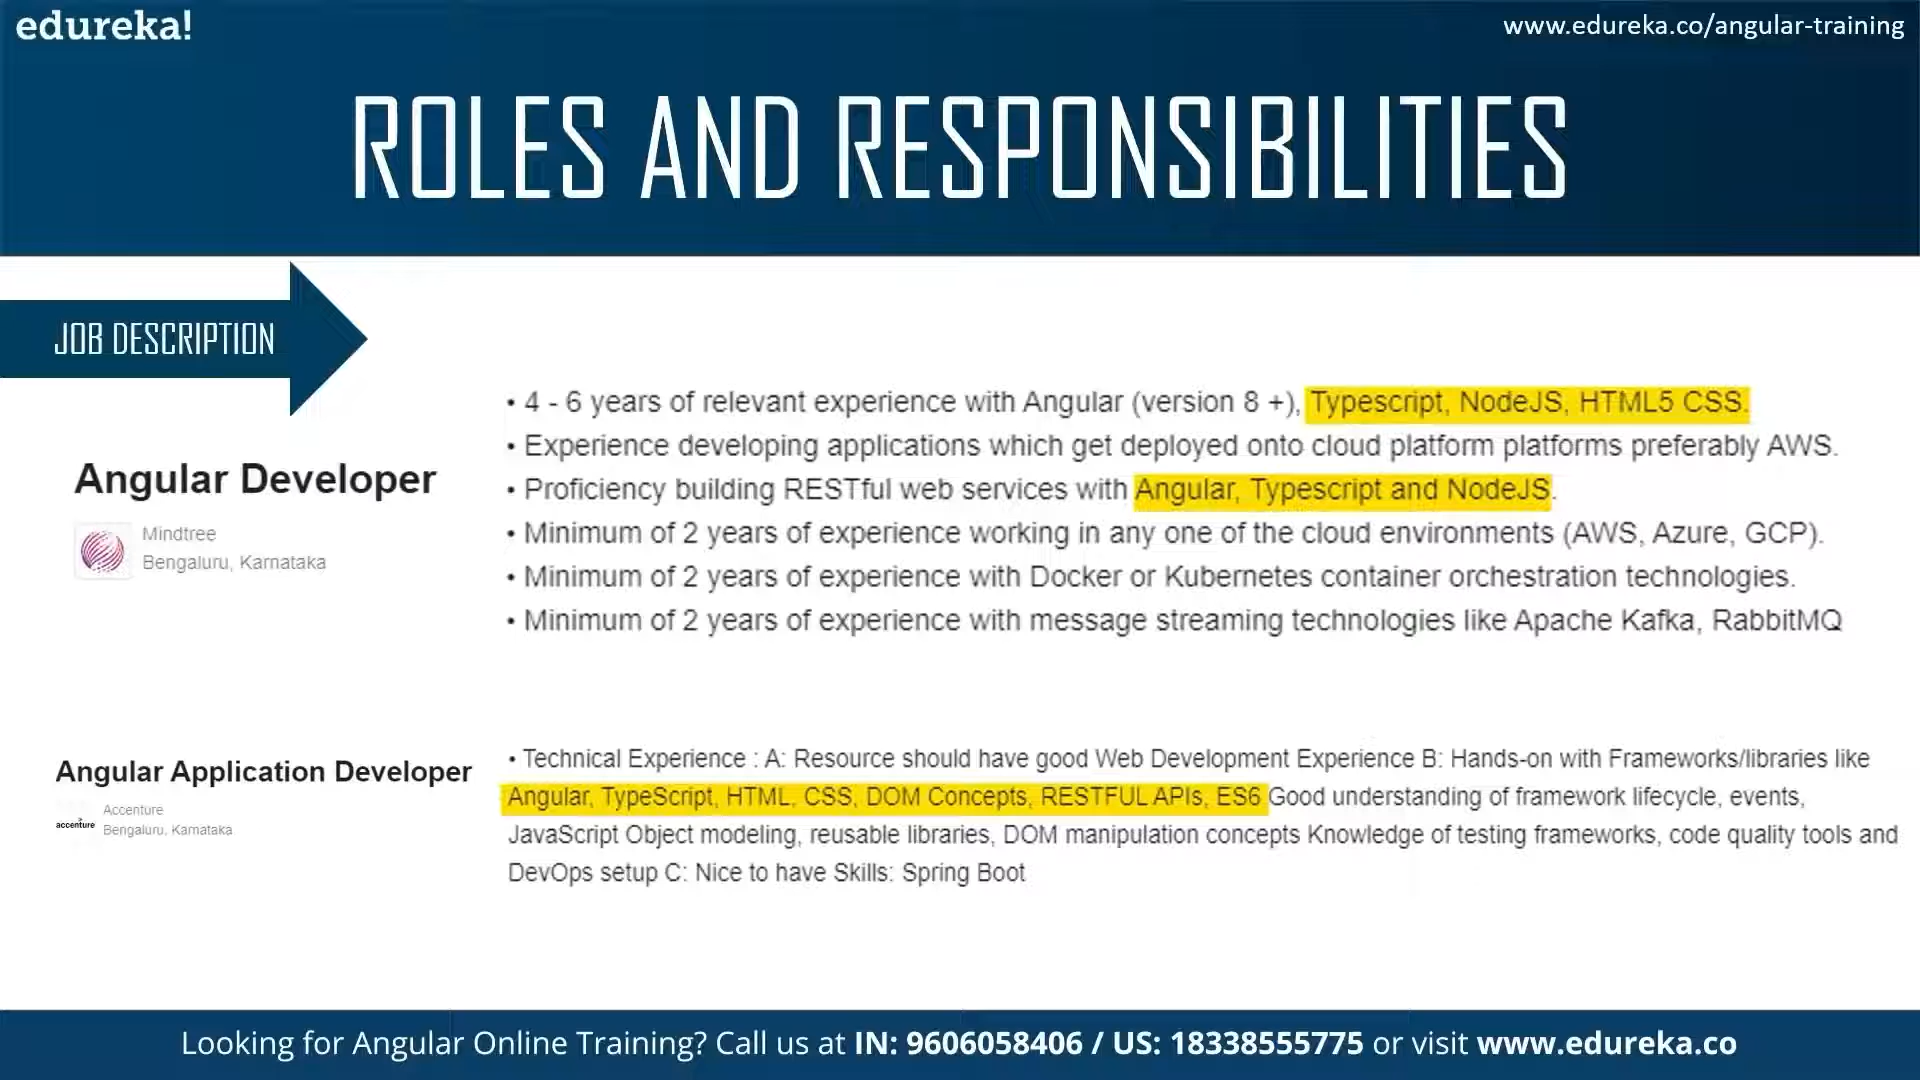 edureka!
www.edureka.co/angular-training
ROLES AND RESPONSIBILITIES
JOB DESCRIPTION
Angular Developer
Mindtree
Bengaluru, Karnataka
• 4 - 6 years of relevant experience with Angular (version 8 +), Typescript, NodeJS, HTML5 CSS.
• Experience developing applications which get deployed onto cloud platform platforms preferably AWS.
• Proficiency building RESTful web services with Angular, Typescript and NodeJS.
• Minimum of 2 years of experience working in any one of the cloud environments (AWS, Azure, GCP).
• Minimum of 2 years of experience with Docker or Kubernetes container orchestration technologies.
• Minimum of 2 years of experience with message streaming technologies like Apache Kafka, RabbitMQ
Angular Application Developer
accenture
Accenture
Bengaluru, Karnataka
• Technical Experience : A: Resource should have good Web Development Experience B: Hands-on with Frameworks/libraries like
Angular, TypeScript, HTML, CSS, DOM Concepts, RESTFUL APIs, ES6 Good understanding of framework lifecycle, events,
JavaScript Object modeling, reusable libraries, DOM manipulation concepts Knowledge of testing frameworks, code quality tools and
DevOps setup C: Nice to have Skills: Spring Boot
Looking for Angular Online Training? Call us at IN: 9606058406 / US: 18338555775 or visit www.edureka.co